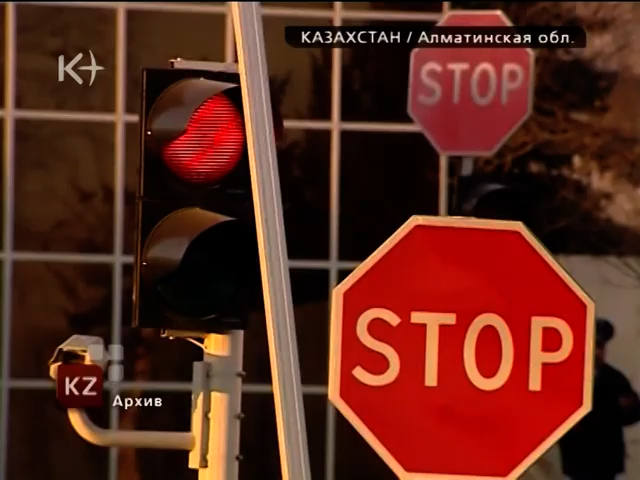 КАЗАХСТАН / Алматинская обл.
K+
STOP
STOP
KZ
Архив